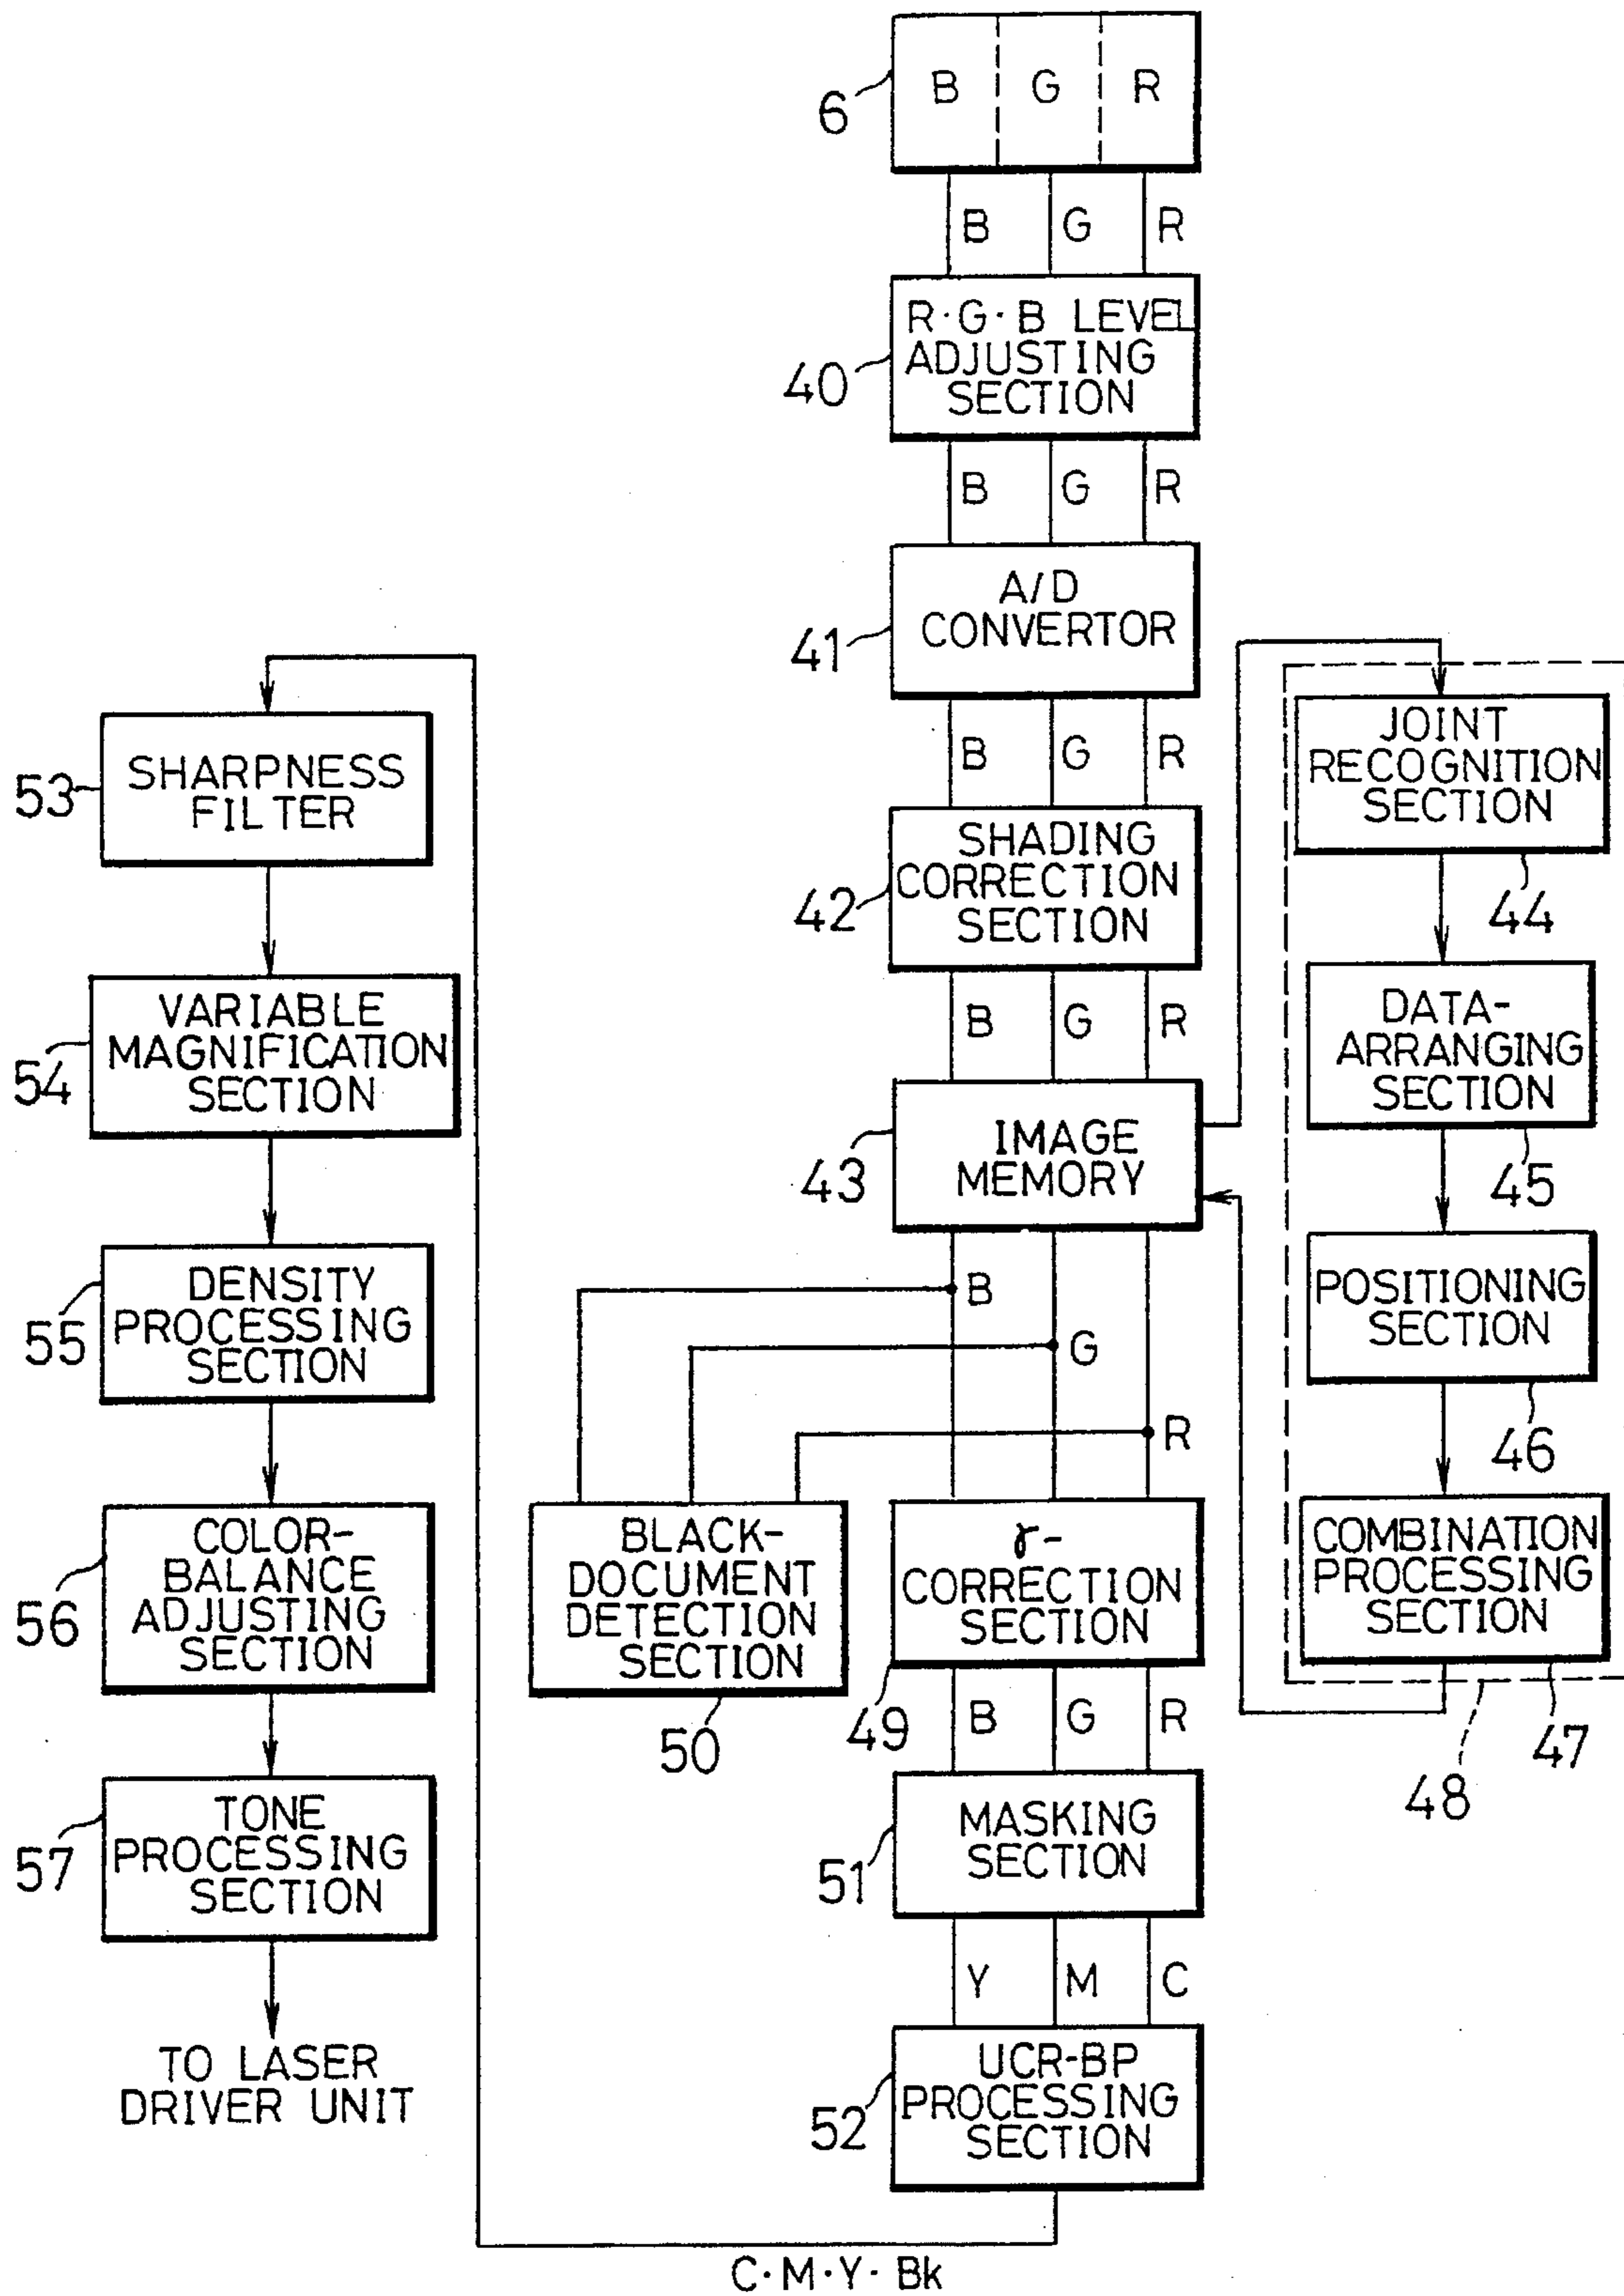 B G R
6
B G R
R·G·B LEVEL
ADJUSTING
SECTION
40
B G R
A/D
CONVERTOR
41
B G R
SHADING
CORRECTION
SECTION
42
B G R
IMAGE
MEMORY
43
JOINT
RECOGNITION
SECTION
44
DATA-
ARRANGING
SECTION
45
POSITIONING
SECTION
46
COMBINATION
PROCESSING
SECTION
47
48
B
G
R
BLACK-
DOCUMENT
DETECTION
SECTION
50
γ-
CORRECTION
SECTION
49
B G R
MASKING
SECTION
51
Y M C
UCR-BP
PROCESSING
SECTION
52
C·M·Y·Bk
SHARPNESS
FILTER
53
VARIABLE
MAGNIFICATION
SECTION
54
DENSITY
PROCESSING
SECTION
55
COLOR-
BALANCE
ADJUSTING
SECTION
56
TONE
PROCESSING
SECTION
57
TO LASER
DRIVER UNIT